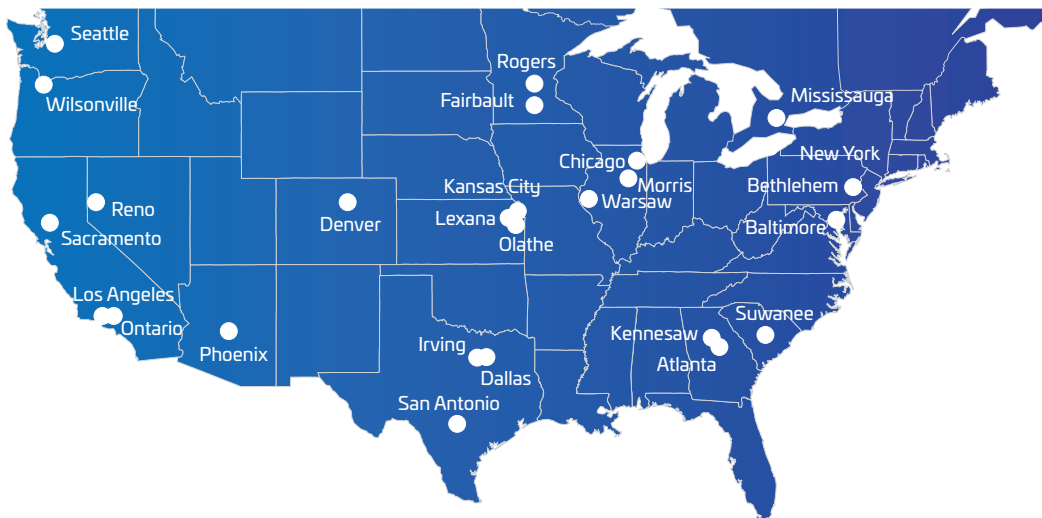 Seattle
Rogers
Wilsonville
Fairbault
Mississauga
New York
Chicago
Kansas City
Morris
Bethlehem
Warsaw
Reno
Denver
Lexana
Sacramento
Olathe
Baltimore
Los Angeles
Ontario
Suwanee
Kennesaw
Irving
Phoenix
Atlanta
Dallas
San Antonio